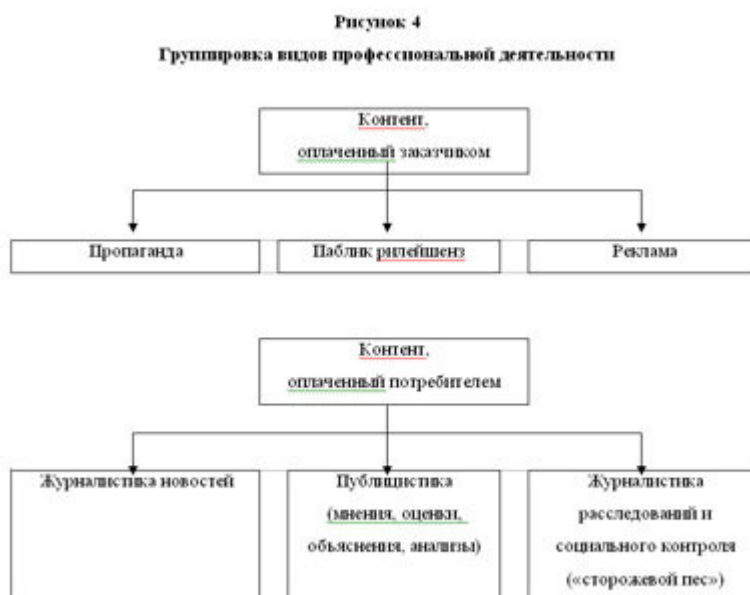 Рисунок 4
Группировка видов профессиональной деятельности
Контент,
оплаченный заказчиком
Пропаганда
Паблик рилейшенз
Реклама
Контент,
оплаченный потребителем
Журналистика новостей
Публицистика
(мнения, оценки,
объяснения, анализы)
Журналистика
расследований и
социального контроля
(«сторожевой пес»)